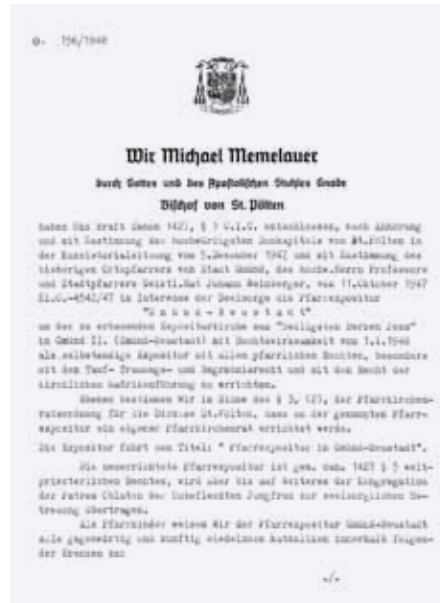 156/1948
Wir Michael Memelauer
durch Gottes und des Apostolischen Stuhles Gnade
Bischof von St. Pölten
haben Uns kraft Canon 1427, § 1 C.I.C. entschlossen, nach Anhörung
und mit Zustimmung des hochwürdigsten Domkapitels von St.Pölten in
der Konsistorialsitzung vom 5.Dezember 1947 und mit Zustimmung des
bisherigen Ortspfarrers von Stadt Gmünd, des hochw.Herrn Professors
und Stadtpfarrers Geistl.Rat Johann Weinberger, vom 11.Oktober 1947
Zl.G.-4542/47 im Interesse der Seelsorge die Pfarrexpositur
"G m ü n d - N e u s t a d t"
an der zu erbauenden Expositurkirche zum "Heiligsten Herzen Jesu"
in Gmünd II. (Gmünd-Neustadt) mit Rechtswirksamkeit vom 1.1.1948
als selbständige Expositur mit allen pfarrlichen Rechten, besonders
mit dem Tauf- Trauungs- und Begräbnisrecht und mit dem Recht der
kirchlichen Matrikenführung zu errichten.
Ebenso bestimmen Wir im Sinne des § 3, (2), der Pfarrkirchen-
ratsordnung für die Diözese St.Pölten, dass an der genannten Pfarr-
expositur ein eigener Pfarrkirchenrat errichtet werde.
Die Expositur führt den Titel: " Pfarrexpositur in Gmünd-Neustadt".
Die neuerrichtete Pfarrexpositur ist gem. can. 1427 § 5 welt-
priesterlichen Rechtes, wird aber bis auf Weiteres der Kongregation
der Patres Oblaten der Unbefleckten Jungfrau zur seelsorglichen Be-
treuung übertragen.
Als Pfarrkinder weisen Wir der Pfarrexpositur Gmünd-Neustadt
alle gegenwärtig und künftig Katholiken innerhalb folgen-
der Grenzen zu:
./.